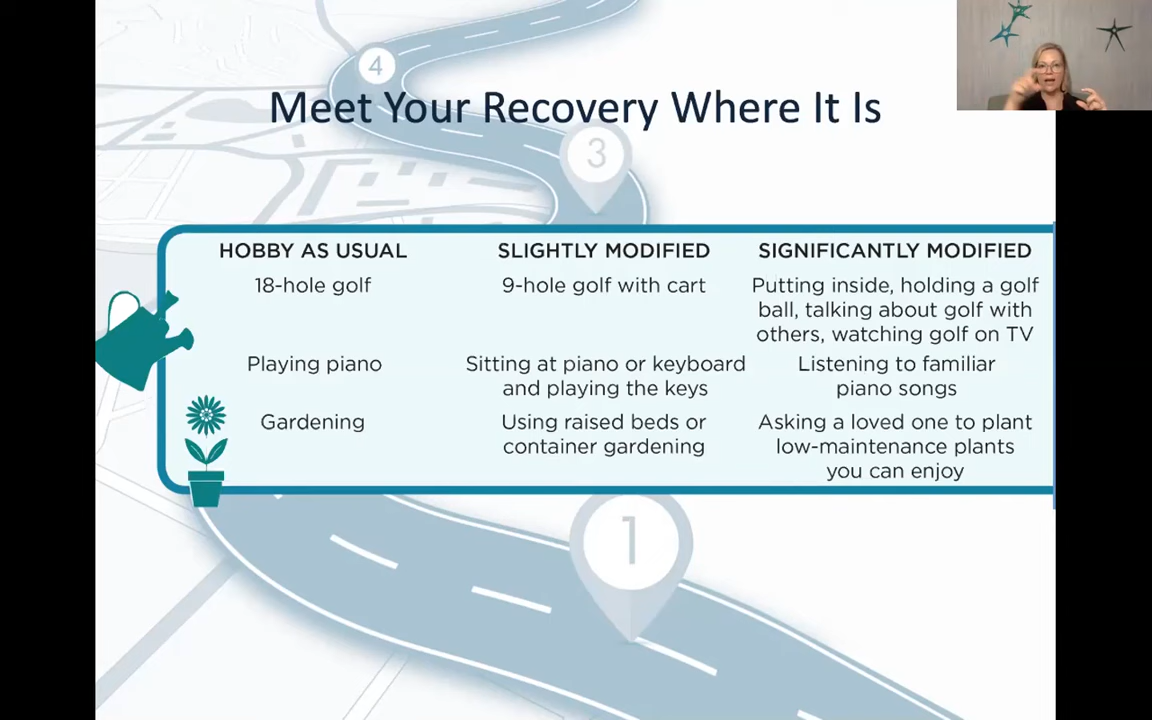 4
Meet Your Recovery Where It Is
3
HOBBY AS USUAL SLIGHTLY MODIFIED SIGNIFICANTLY MODIFIED
18-hole golf 9-hole golf with cart Putting inside, holding a golf
ball, talking about golf with
others, watching golf on TV
Playing piano Sitting at piano or keyboard Listening to familiar
and playing the keys piano songs
Gardening Using raised beds or Asking a loved one to plant
container gardening low-maintenance plants
you can enjoy
1